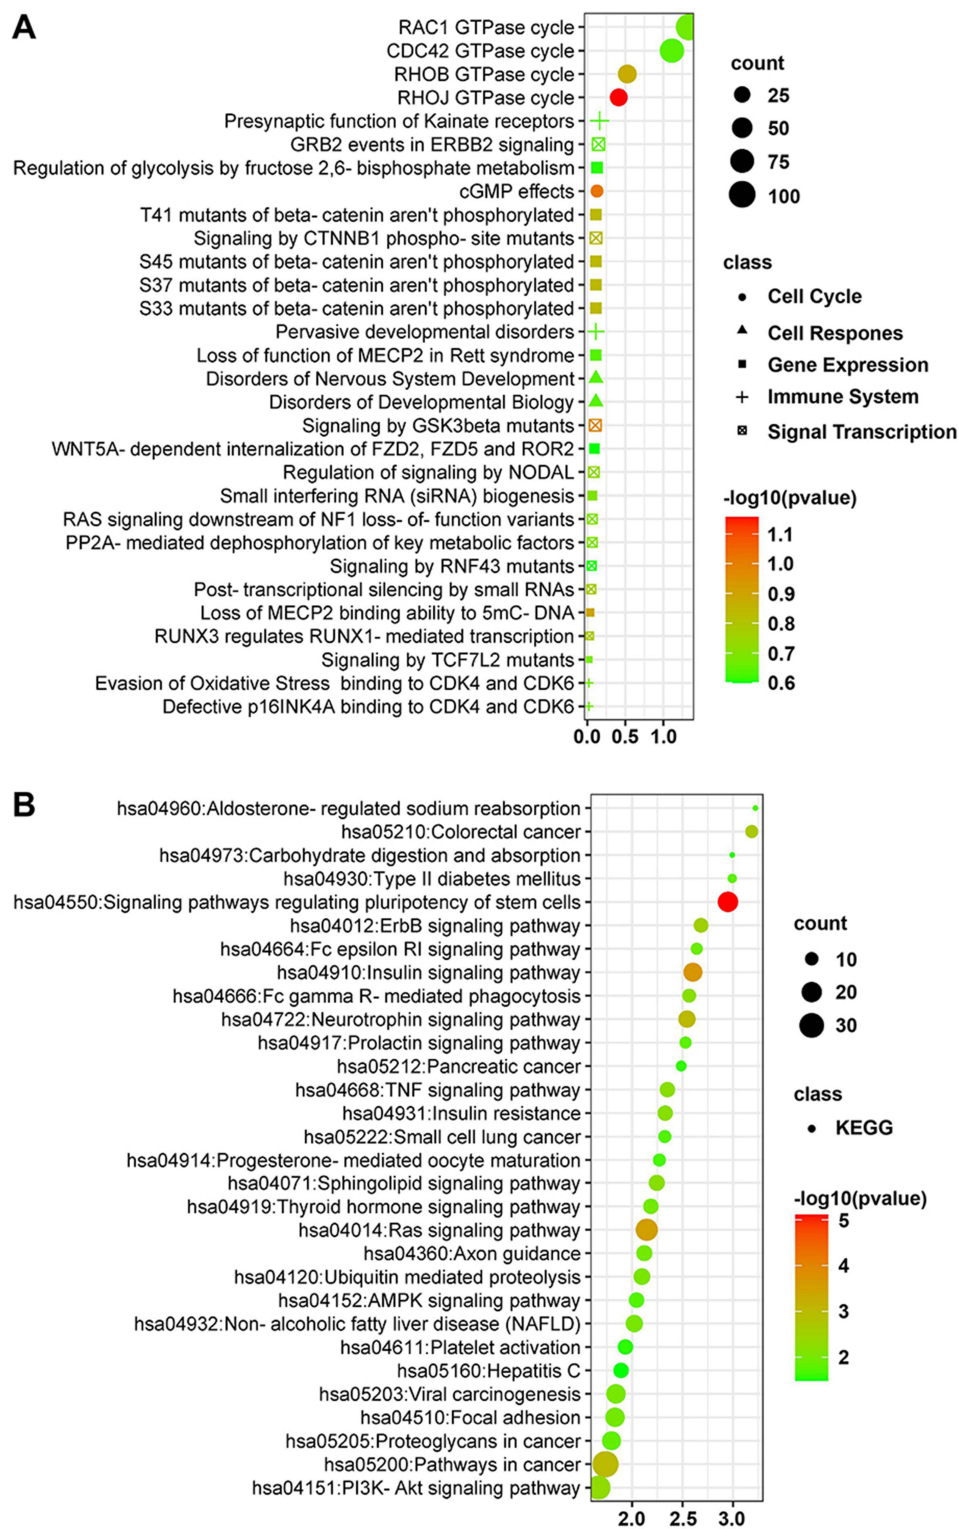 A
RAC1 GTPase cycle
CDC42 GTPase cycle
RHOB GTPase cycle
RHOJ GTPase cycle
Presynaptic function of Kainate receptors
GRB2 events in ERBB2 signaling
Regulation of glycolysis by fructose 2,6- bisphosphate metabolism
cGMP effects
T41 mutants of beta- catenin aren't phosphorylated
Signaling by CTNNB1 phospho- site mutants
S45 mutants of beta- catenin aren't phosphorylated
S37 mutants of beta- catenin aren't phosphorylated
S33 mutants of beta- catenin aren't phosphorylated
Pervasive developmental disorders
Loss of function of MECP2 in Rett syndrome
Disorders of Nervous System Development
Disorders of Developmental Biology
Signaling by GSK3beta mutants
WNT5A- dependent internalization of FZD2, FZD5 and ROR2
Regulation of signaling by NODAL
Small interfering RNA (siRNA) biogenesis
RAS signaling downstream of NF1 loss- of- function variants
PP2A- mediated dephosphorylation of key metabolic factors
Signaling by RNF43 mutants
Post- transcriptional silencing by small RNAs
Loss of MECP2 binding ability to 5mC- DNA
RUNX3 regulates RUNX1- mediated transcription
Signaling by TCF7L2 mutants
Evasion of Oxidative Stress  binding to CDK4 and CDK6
Defective p16INK4A binding to CDK4 and CDK6
0.0 0.5 1.0
count
25
50
75
100
class
Cell Cycle
Cell Respones
Gene Expression
Immune System
Signal Transcription
-log10(pvalue)
1.1
1.0
0.9
0.8
0.7
0.6
B
hsa04960:Aldosterone- regulated sodium reabsorption
hsa05210:Colorectal cancer
hsa04973:Carbohydrate digestion and absorption
hsa04930:Type II diabetes mellitus
hsa04550:Signaling pathways regulating pluripotency of stem cells
hsa04012:ErbB signaling pathway
hsa04664:Fc epsilon RI signaling pathway
hsa04910:Insulin signaling pathway
hsa04666:Fc gamma R- mediated phagocytosis
hsa04722:Neurotrophin signaling pathway
hsa04917:Prolactin signaling pathway
hsa05212:Pancreatic cancer
hsa04668:TNF signaling pathway
hsa04931:Insulin resistance
hsa05222:Small cell lung cancer
hsa04914:Progesterone- mediated oocyte maturation
hsa04071:Sphingolipid signaling pathway
hsa04919:Thyroid hormone signaling pathway
hsa04014:Ras signaling pathway
hsa04360:Axon guidance
hsa04120:Ubiquitin mediated proteolysis
hsa04152:AMPK signaling pathway
hsa04932:Non- alcoholic fatty liver disease (NAFLD)
hsa04611:Platelet activation
hsa05160:Hepatitis C
hsa05203:Viral carcinogenesis
hsa04510:Focal adhesion
hsa05205:Proteoglycans in cancer
hsa05200:Pathways in cancer
hsa04151:PI3K- Akt signaling pathway
2.0 2.5 3.0
count
10
20
30
class
KEGG
-log10(pvalue)
5
4
3
2